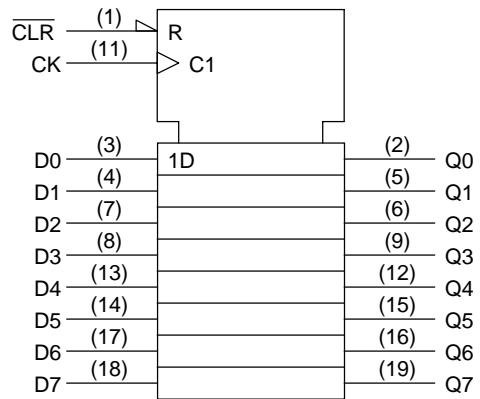 CLR (1) R
CK (11) C1
D0 (3) 1D (2) Q0
D1 (4) (5) Q1
D2 (7) (6) Q2
D3 (8) (9) Q3
D4 (13) (12) Q4
D5 (14) (15) Q5
D6 (17) (16) Q6
D7 (18) (19) Q7